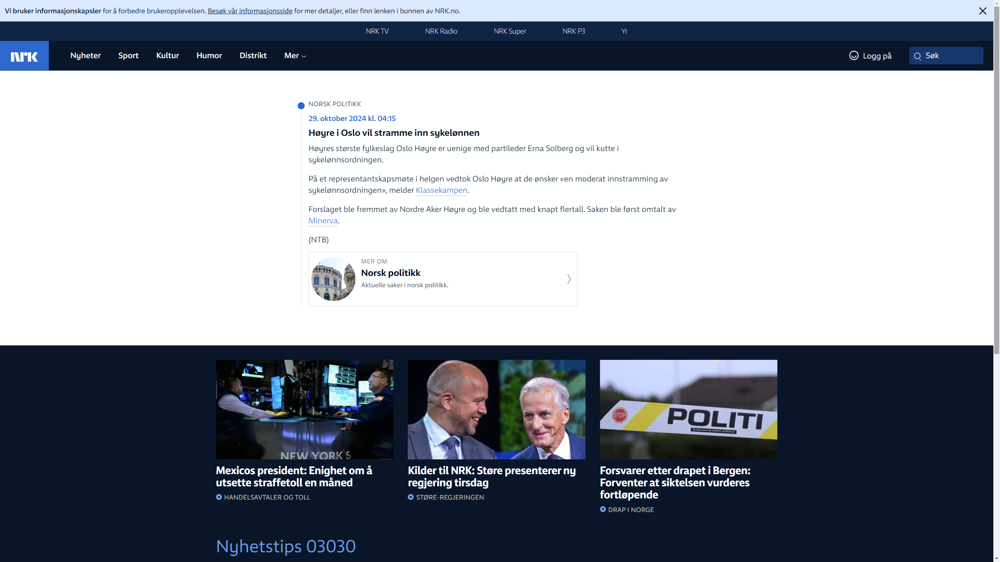 Vi bruker informasjonskapsler for å forbedre brukeropplevelsen. Besøk vår informasjonsside for mer detaljer, eller finn lenken i bunnen av NRK.no.
NRK TV NRK Radio NRK Super NRK P3 Yr
NRK Nyheter Sport Kultur Humor Distrikt Mer Logg på Søk
NORSK POLITIKK
29. oktober 2024 kl. 04:15
Høyre i Oslo vil stramme inn sykelønnen
Høyres største fylkeslag Oslo Høyre er uenige med partileder Erna Solberg og vil kutte i
sykelønnsordningen.
På et representantskapsmøte i helgen vedtok Oslo Høyre at de ønsker «en moderat innstramming av
sykelønnsordningen», melder Klassekampen.
Forslaget ble fremmet av Nordre Aker Høyre og ble vedtatt med knapt flertall. Saken ble først omtalt av
Minerva.
(NTB)
MER OM
Norsk politikk
Aktuelle saker i norsk politikk.
NEW YORK S
STOP
POLITI
Ulovlig passering medfører straffansvar
Mexicos president: Enighet om å
utsette straffetoll en måned
HANDELSAVTALER OG TOLL
Kilder til NRK: Støre presenterer ny
regjering tirsdag
STØRE-REGJERINGEN
Forsvarer etter drapet i Bergen:
Forventer at siktelsen vurderes
fortløpende
DRAP I NORGE
Nyhetstips 03030